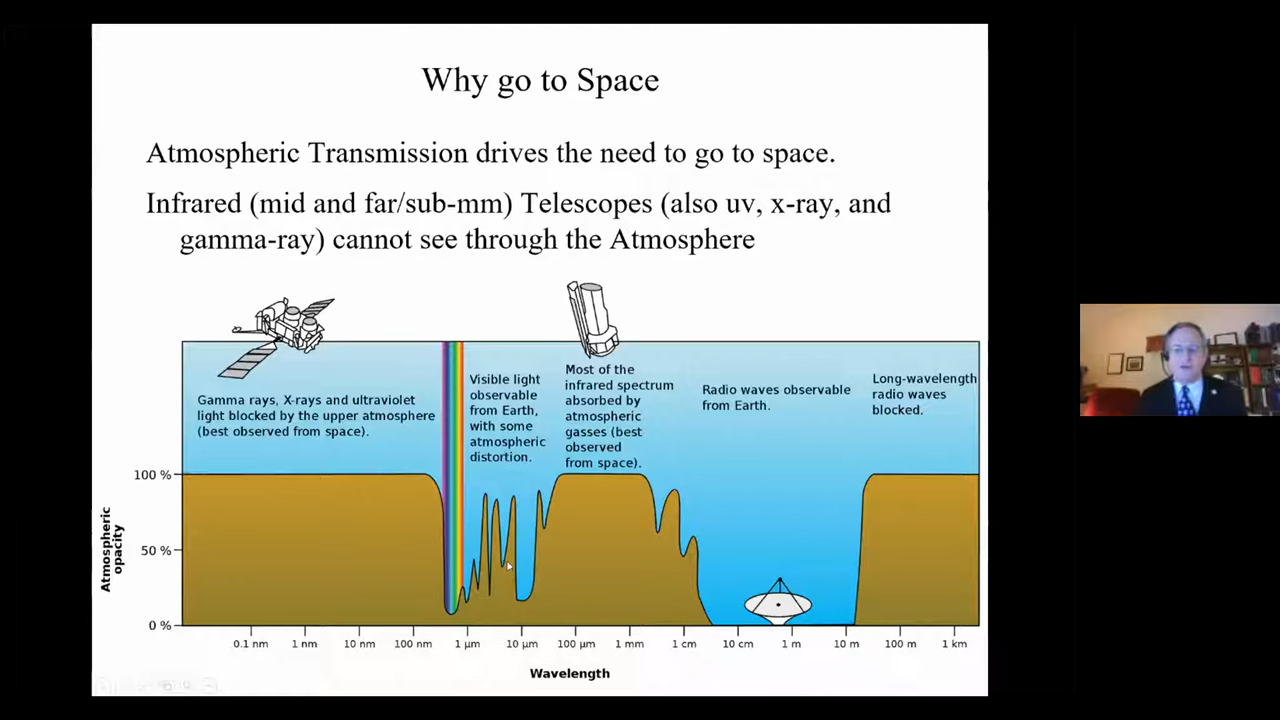 Why go to Space
Atmospheric Transmission drives the need to go to space.
Infrared (mid and far/sub-mm) Telescopes (also uv, x-ray, and
gamma-ray) cannot see through the Atmosphere
Gamma rays, X-rays and ultraviolet
light blocked by the upper atmosphere
(best observed from space).
Visible light
observable
from Earth,
with some
atmospheric
distortion.
Most of the
infrared spectrum
absorbed by
atmospheric
gasses (best
observed
from space).
Radio waves observable
from Earth.
Long-wavelength
radio waves
blocked.
Atmospheric
opacity
100 %
50 %
0 %
0.1 nm
1 nm
10 nm
100 nm
1 μm
10 μm
100 μm
1 mm
1 cm
10 cm
1 m
10 m
100 m
1 km
Wavelength